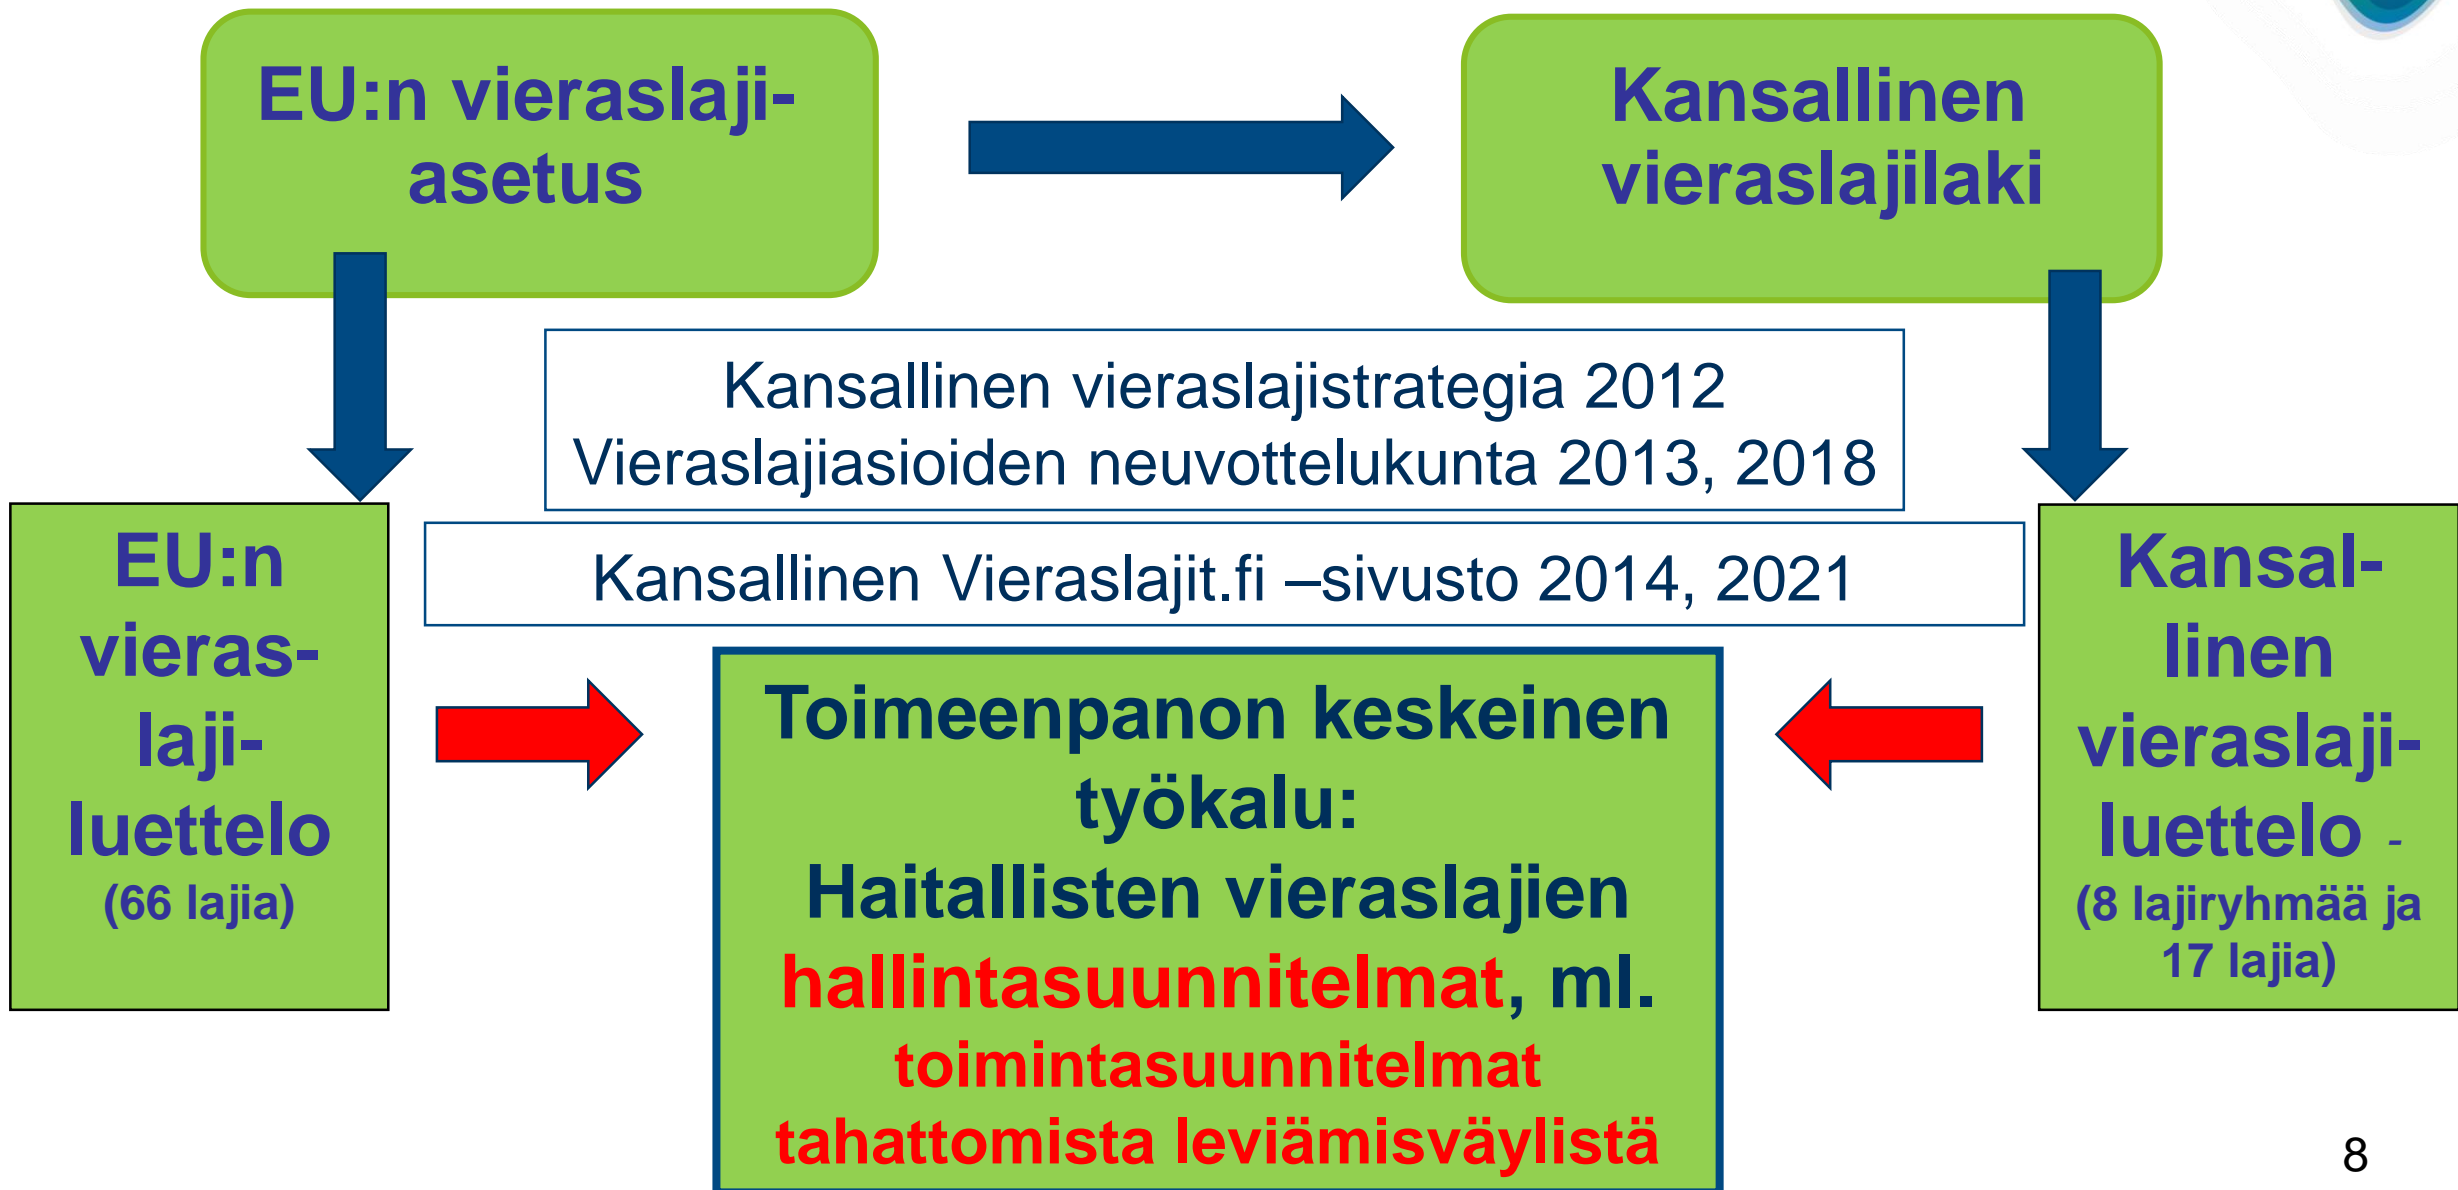 EU:n vieraslaji-
asetus
Kansallinen
vieraslajilaki
Kansallinen vieraslajistrategia 2012
Vieraslajiasioiden neuvottelukunta 2013, 2018
Kansallinen Vieraslajit.fi –sivusto 2014, 2021
EU:n
vieras-
laji-
luettelo
(66 lajia)
Toimeenpanon keskeinen
työkalu:
Haitallisten vieraslajien
hallintasuunnitelmat, ml.
toimintasuunnitelmat
tahattomista leviämisväylistä
Kansal-
linen
vieraslaji-
luettelo -
(8 lajiryhmää ja
17 lajia)
8